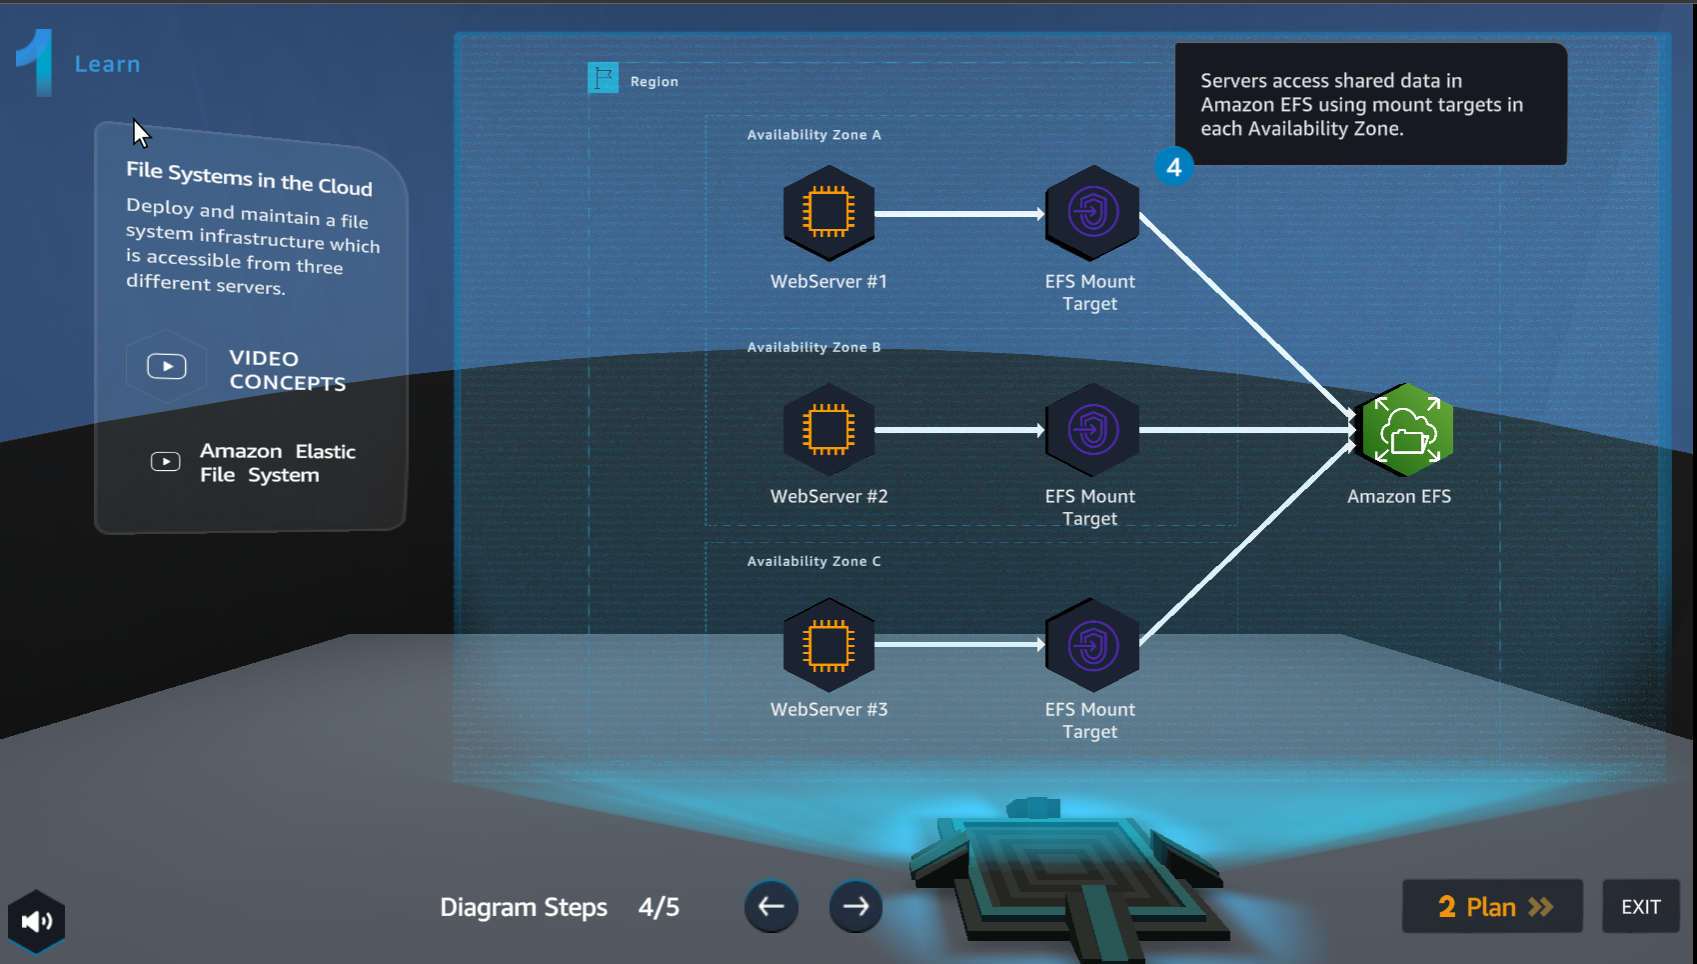 1 Learn
File Systems in the Cloud
Deploy and maintain a file
system infrastructure which
is accessible from three
different servers.
VIDEO
CONCEPTS
Amazon Elastic
File System
Region
Servers access shared data in
Amazon EFS using mount targets in
each Availability Zone.
4
Availability Zone A
WebServer #1
EFS Mount
Target
Availability Zone B
WebServer #2
EFS Mount
Target
Amazon EFS
Availability Zone C
WebServer #3
EFS Mount
Target
Diagram Steps 4/5
2 Plan
EXIT